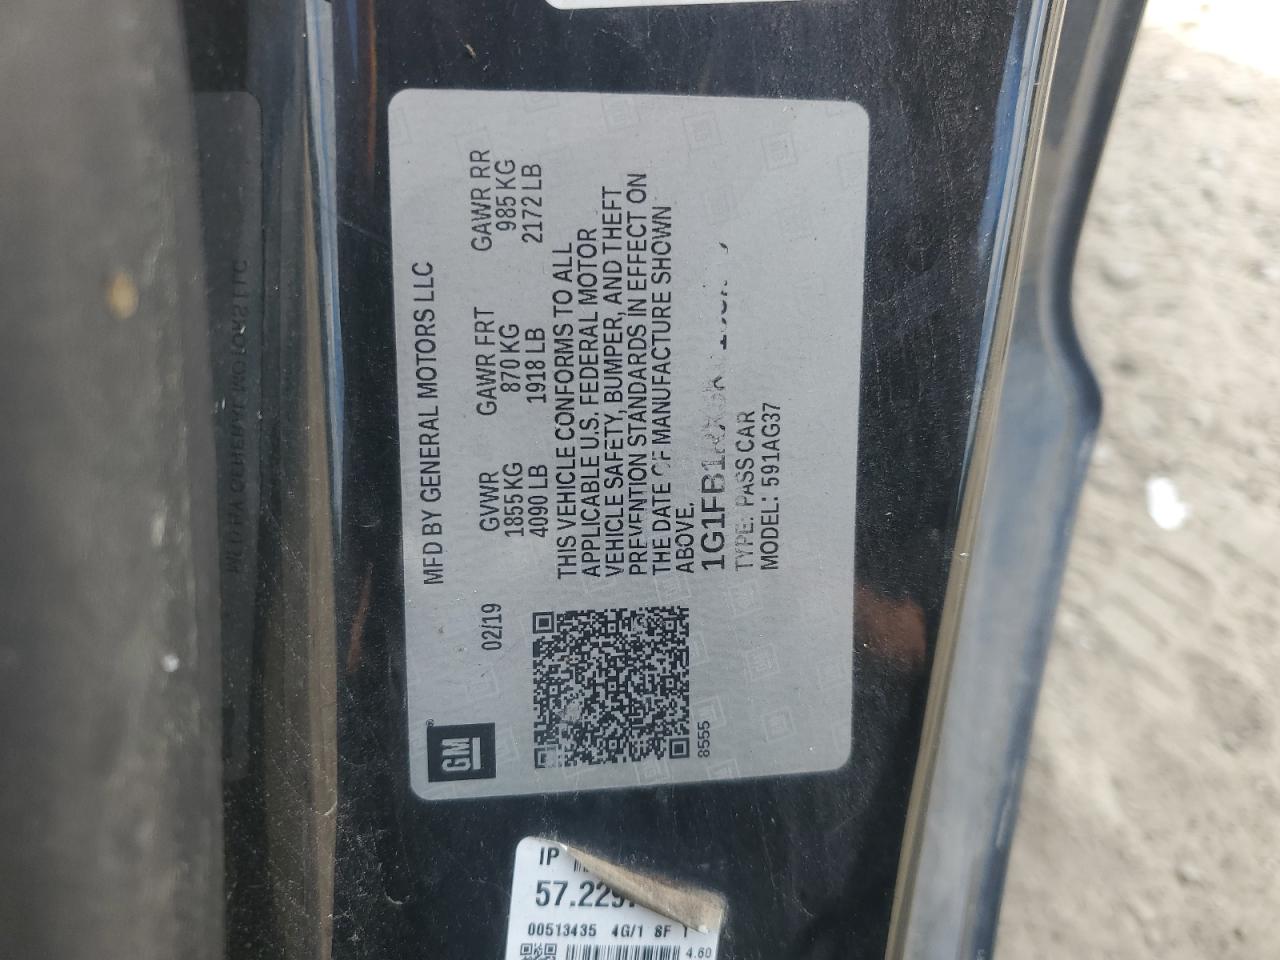 GM
MFD BY GENERAL MOTORS LLC
02/19
GVWR GAWR FRT GAWR RR
1855 KG 870 KG 985 KG
4090 LB 1918 LB 2172 LB
THIS VEHICLE CONFORMS TO ALL
APPLICABLE U.S. FEDERAL MOTOR
VEHICLE SAFETY, BUMPER, AND THEFT
PREVENTION STANDARDS IN EFFECT ON
THE DATE OF MANUFACTURE SHOWN
ABOVE.
TYPE: PASS CAR
MODEL: 591AG37
8555
IP
00513435 4G/1 8F
4.60